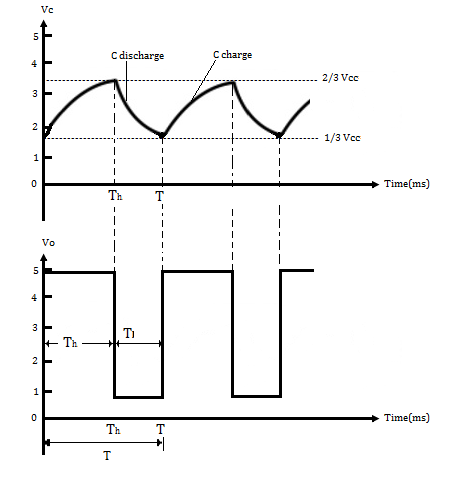 Vc
5
4
C discharge
C charge
2/3 Vcc
3
2
1/3 Vcc
1
0
Time(ms)
Th
T
Vo
5
4
3
Th
Tl
2
1
0
Time(ms)
Th
T
T